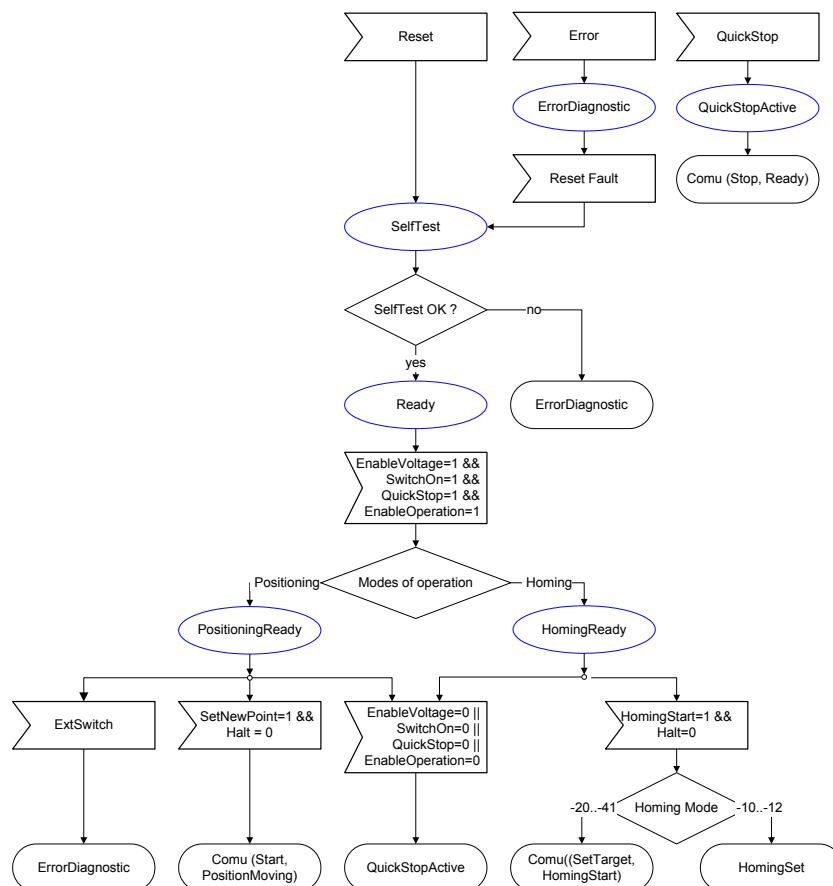 Reset
Error
QuickStop
ErrorDiagnostic
QuickStopActive
Reset Fault
Comu (Stop, Ready)
SelfTest
SelfTest OK ?
no
yes
Ready
ErrorDiagnostic
EnableVoltage=1 &&
SwitchOn=1 &&
QuickStop=1 &&
EnableOperation=1
Positioning
Modes of operation
Homing
PositioningReady
HomingReady
ExtSwitch
SetNewPoint=1 &&
Halt = 0
EnableVoltage=0 ||
SwitchOn=0 ||
QuickStop=0 ||
EnableOperation=0
HomingStart=1 &&
Halt=0
-20..-41
Homing Mode
-10..-12
ErrorDiagnostic
Comu (Start,
PositionMoving)
QuickStopActive
Comu((SetTarget,
HomingStart)
HomingSet